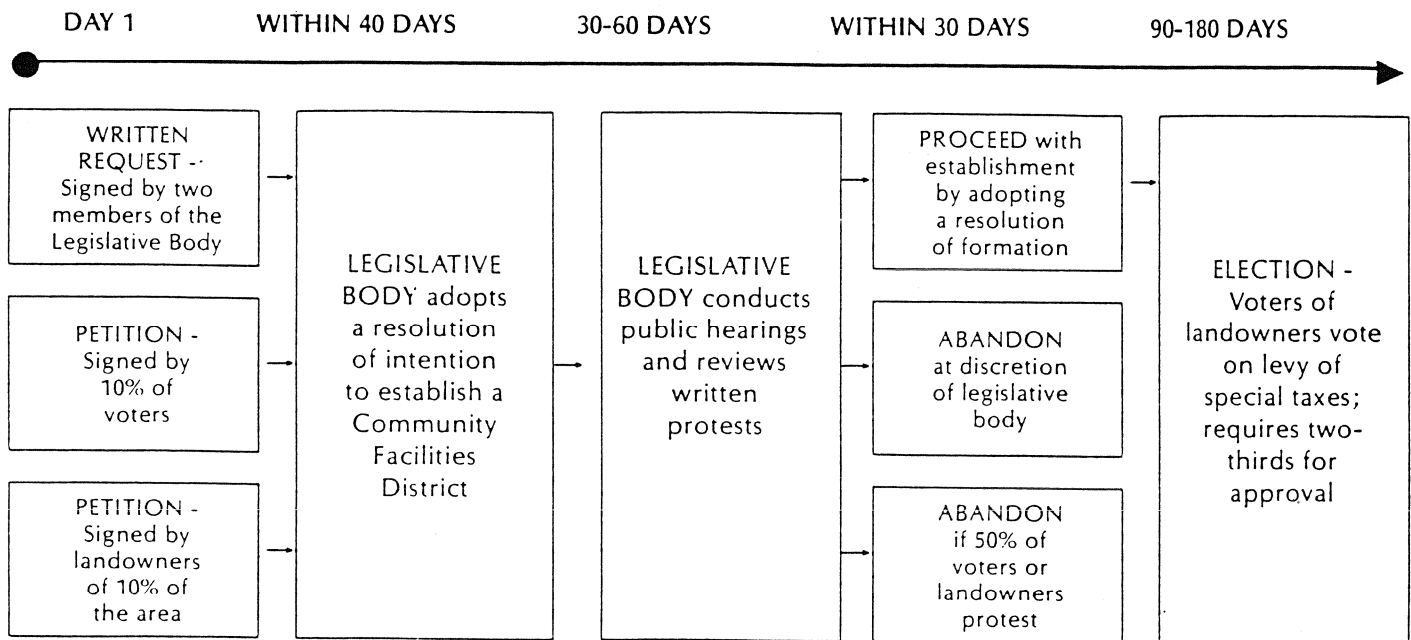 DAY 1
WITHIN 40 DAYS
30-60 DAYS
WITHIN 30 DAYS
90-180 DAYS
WRITTEN
REQUEST -
Signed by two
members of the
Legislative Body
PETITION -
Signed by
10% of
voters
PETITION -
Signed by
landowners
of 10% of
the area
LEGISLATIVE
BODY adopts
a resolution
of intention
to establish a
Community
Facilities
District
LEGISLATIVE
BODY conducts
public hearings
and reviews
written
protests
PROCEED with
establishment
by adopting
a resolution
of formation
ABANDON
at discretion
of legislative
body
ABANDON
if 50% of
voters or
landowners
protest
ELECTION -
Voters of
landowners vote
on levy of
special taxes;
requires two-
thirds for
approval